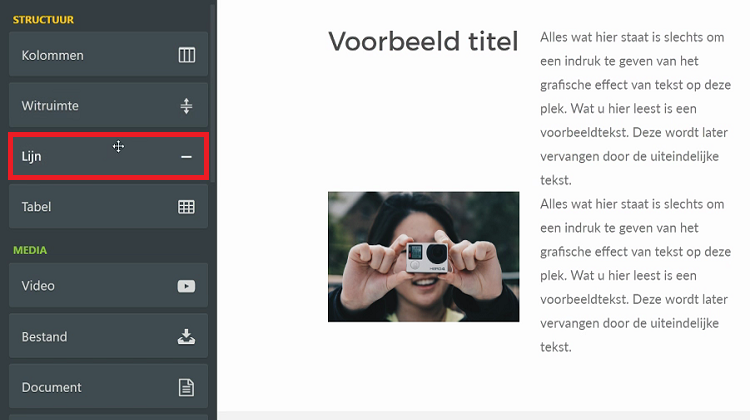 STRUCTUUR
Kolommen
Witruimte
Lijn
Tabel
MEDIA
Video
Bestand
Document
Voorbeeld titel
Alles wat hier staat is slechts om
een indruk te geven van het
grafische effect van tekst op deze
plek. Wat u hier leest is een
voorbeeldtekst. Deze wordt later
vervangen door de uiteindelijke
tekst.
Alles wat hier staat is slechts om
een indruk te geven van het
grafische effect van tekst op deze
plek. Wat u hier leest is een
voorbeeldtekst. Deze wordt later
vervangen door de uiteindelijke
tekst.